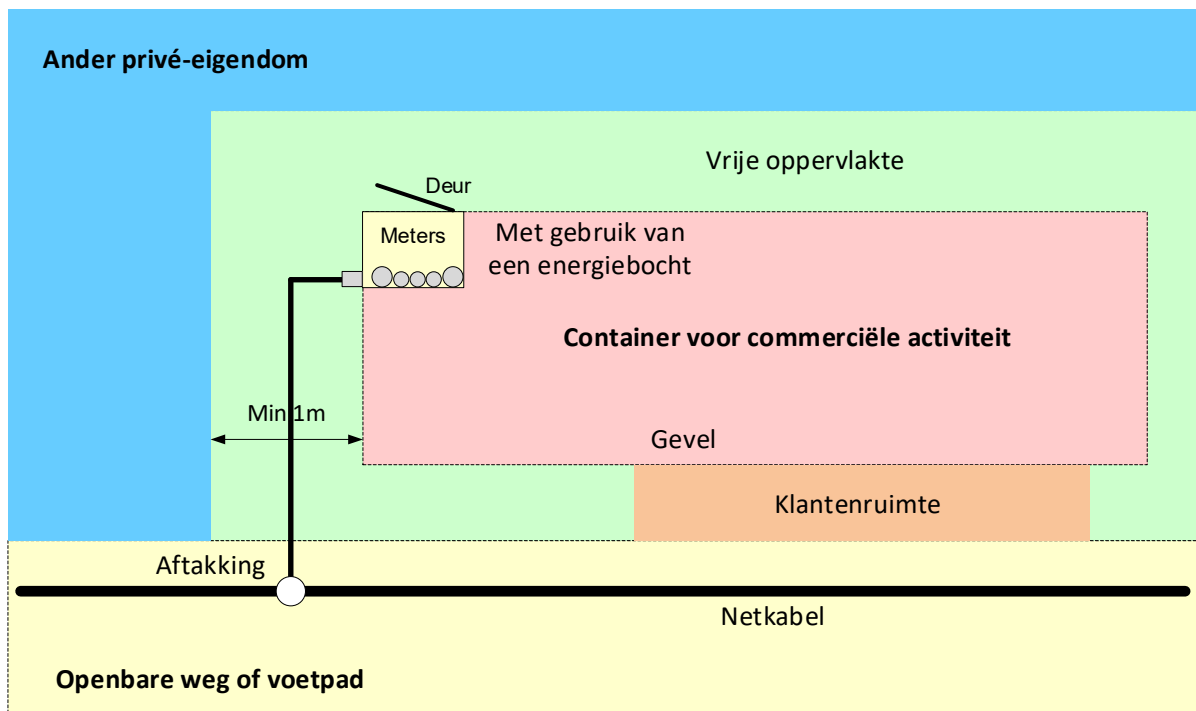 Ander privé-eigendom
Vrije oppervlakte
Deur
Meters
Met gebruik van
een energiebocht
Container voor commerciële activiteit
Min 1m
Gevel
Klantenruimte
Aftakking
Netkabel
Openbare weg of voetpad